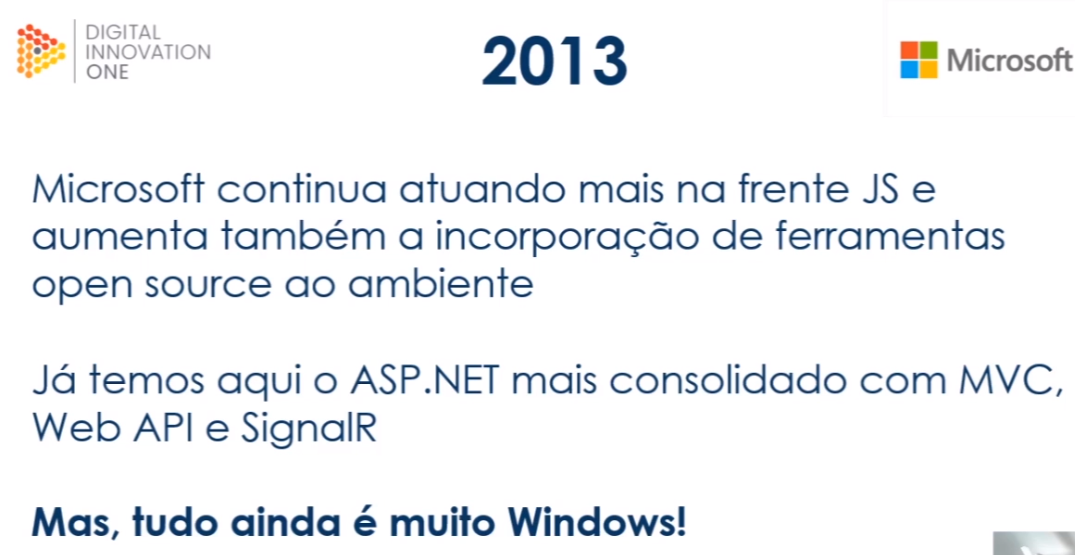 DIGITAL
INNOVATION
ONE
2013
Microsoft
Microsoft continua atuando mais na frente JS e
aumenta também a incorporação de ferramentas
open source ao ambiente
Já temos aqui o ASP.NET mais consolidado com MVC,
Web API e SignalR
Mas, tudo ainda é muito Windows!